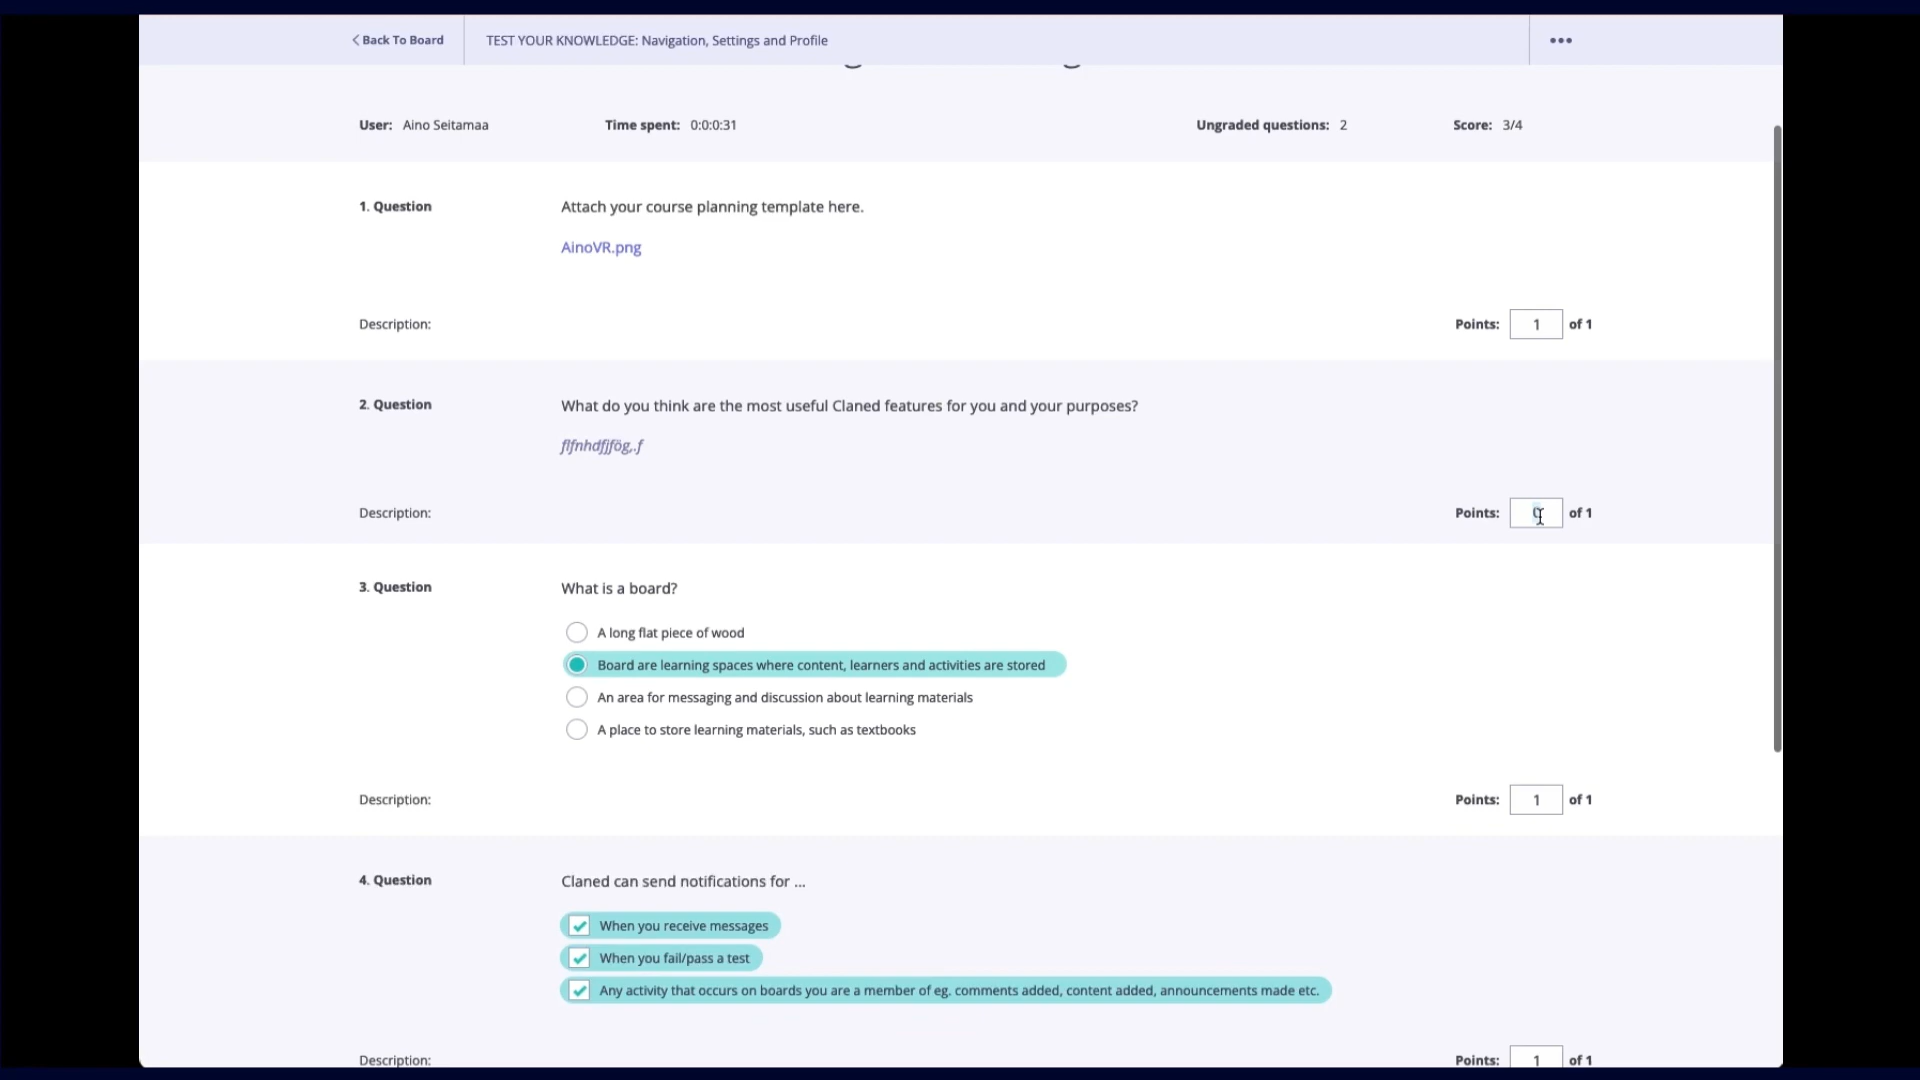 Back To Board
TEST YOUR KNOWLEDGE: Navigation, Settings and Profile
User: Aino Seitamaa
Time spent: 0:0:0:31
Ungraded questions: 2
Score: 3/4
1. Question
Attach your course planning template here.
AinoVR.png
Description:
Points: 1 of 1
2. Question
What do you think are the most useful Claned features for you and your purposes?
Description:
Points: of 1
3. Question
What is a board?
A long flat piece of wood
Board are learning spaces where content, learners and activities are stored
An area for messaging and discussion about learning materials
A place to store learning materials, such as textbooks
Description:
Points: 1 of 1
4. Question
Claned can send notifications for ...
When you receive messages
When you fail/pass a test
Any activity that occurs on boards you are a member of eg. comments added, content added, announcements made etc.
Description:
Points: 1 of 1